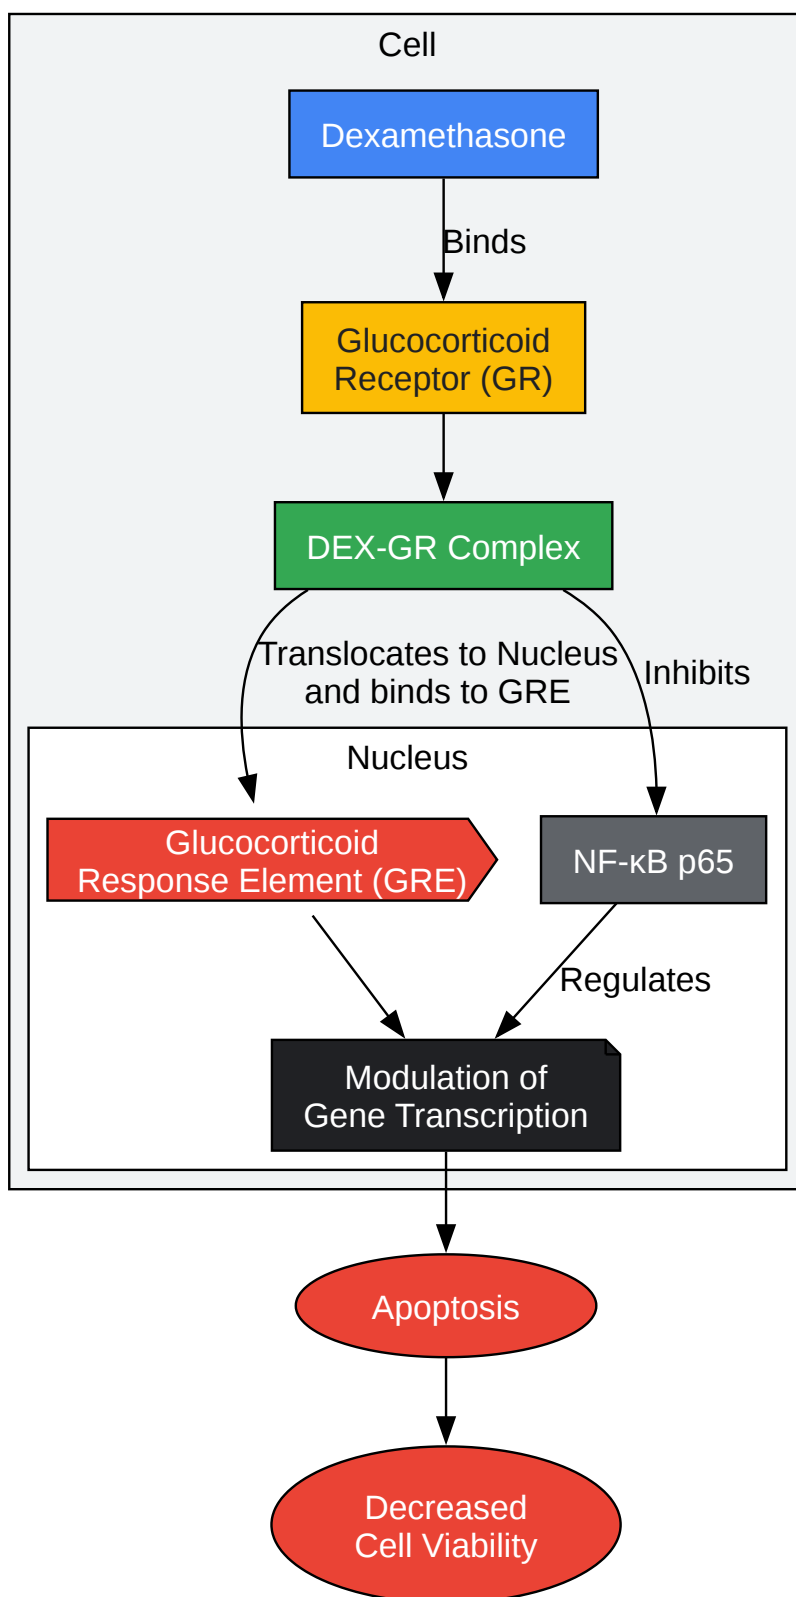 Cell
Dexamethasone
Binds
Glucocorticoid
Receptor (GR)
DEX-GR Complex
Translocates to Nucleus
and binds to GRE
Inhibits
Nucleus
Glucocorticoid
Response Element (GRE)
NF-κB p65
Regulates
Modulation of
Gene Transcription
Apoptosis
Decreased
Cell Viability